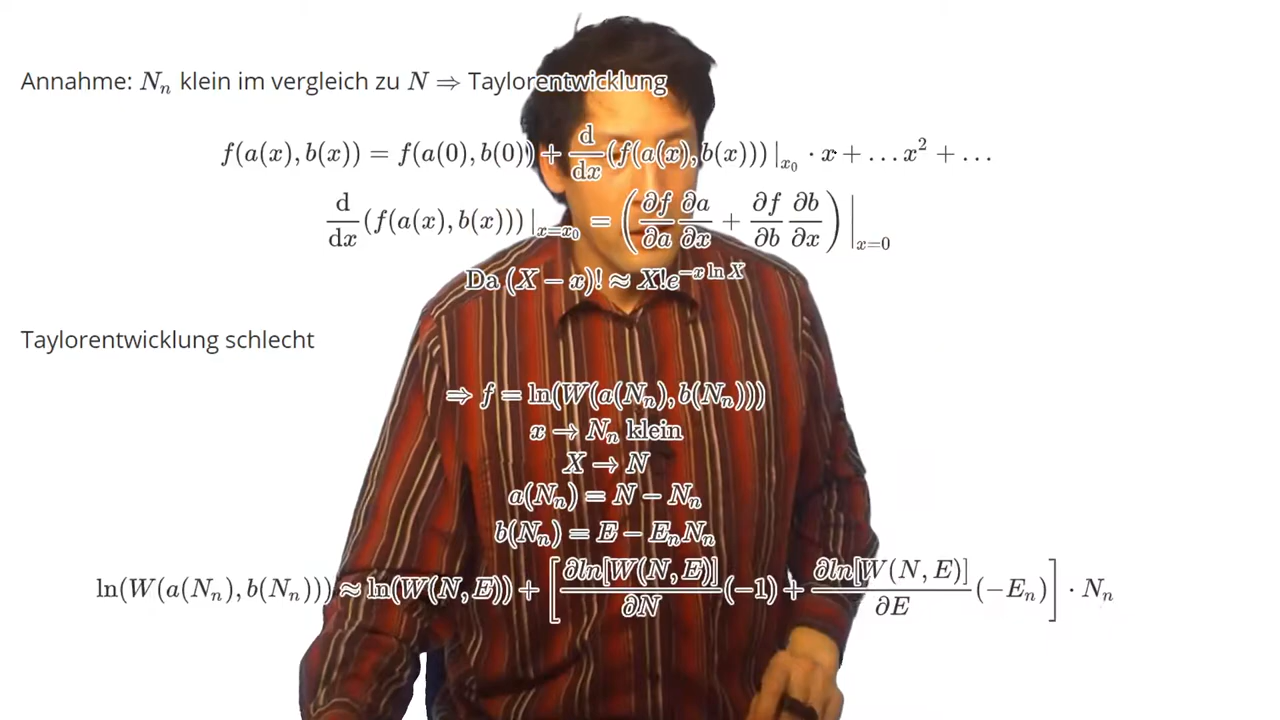 Annahme: Nₙ klein im vergleich zu N ⇒ Taylorentwicklung
f(a(x), b(x)) = f(a(0), b(0)) + d/dx (f(a(x), b(x))) |ₓ₀ · x + … x² + …
d/dx (f(a(x), b(x))) |ₓ₌ₓ₀ = (∂f/∂a ∂a/∂x + ∂f/∂b ∂b/∂x) |ₓ₌₀
Da (X − x)! ≈ X!e^{−x ln X}
Taylorentwicklung schlecht
⇒ f = ln(W(a(Nₙ), b(Nₙ)))
x → Nₙ klein
X → N
a(Nₙ) = N − Nₙ
b(Nₙ) = E − EₙNₙ
ln(W(a(Nₙ), b(Nₙ))) ≈ ln(W(N, E)) + [∂ln[W(N, E)]/∂N (−1) + ∂ln[W(N, E)]/∂E (−Eₙ)] · Nₙ